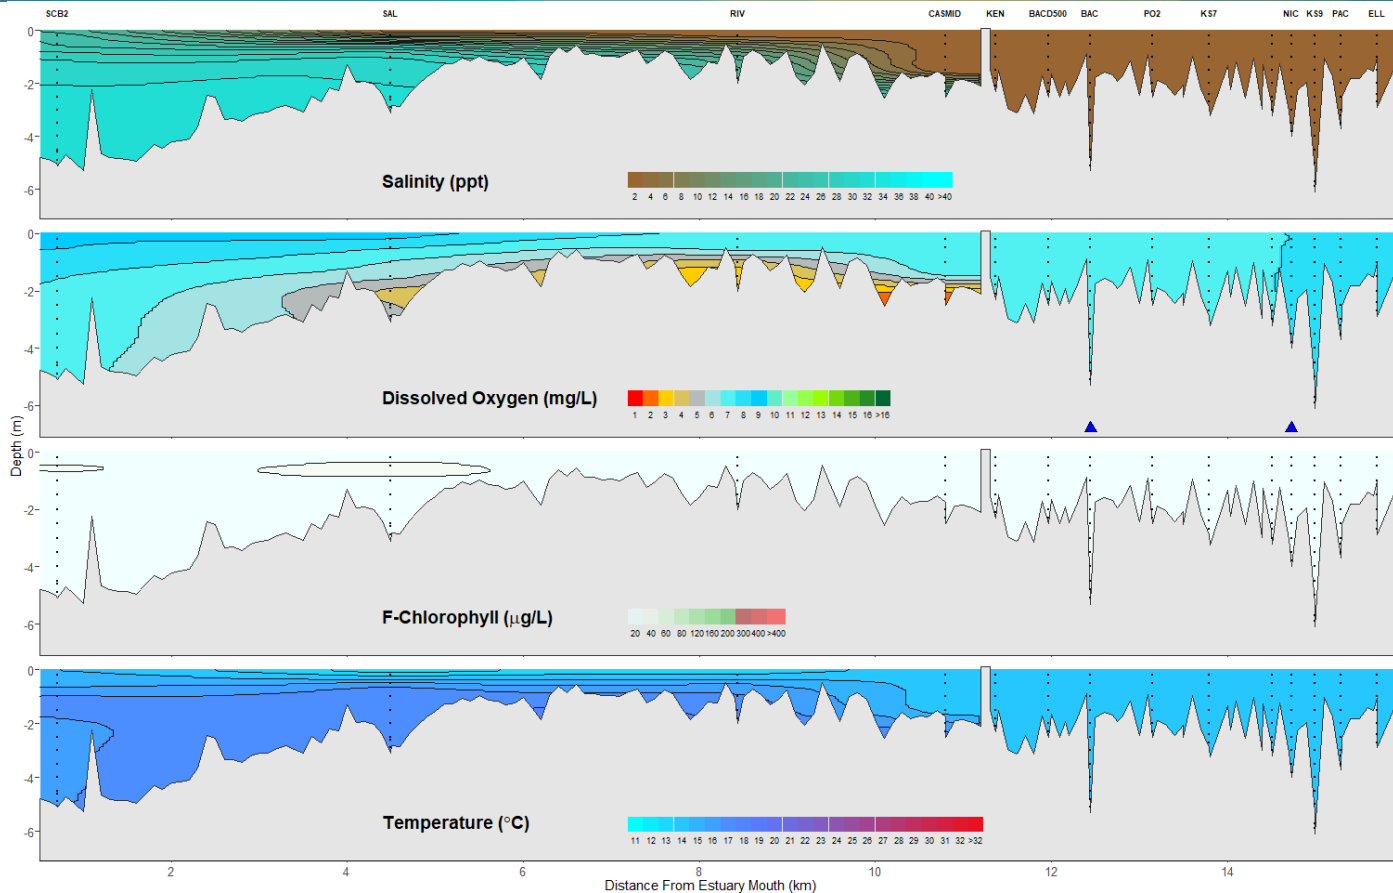 SCB2 SAL RIV CASMID KEN BACD500 BAC PO2 KS7 NIC KS9 PAC ELL
0
-2
-4
-6
Salinity (ppt)
2 4 6 8 10 12 14 16 18 20 22 24 26 28 30 32 34 36 38 40 >40
0
-2
-4
-6
Dissolved Oxygen (mg/L)
1 2 3 4 5 6 7 8 9 10 11 12 13 14 15 16 >16
Depth (m)
0
-2
-4
-6
F-Chlorophyll (μg/L)
20 40 60 80 120 160 200 300 400 >400
0
-2
-4
-6
Temperature (°C)
11 12 13 14 15 16 17 18 19 20 21 22 23 24 25 26 27 28 29 30 31 32 >32
2 4 6 8 10 12 14
Distance From Estuary Mouth (km)